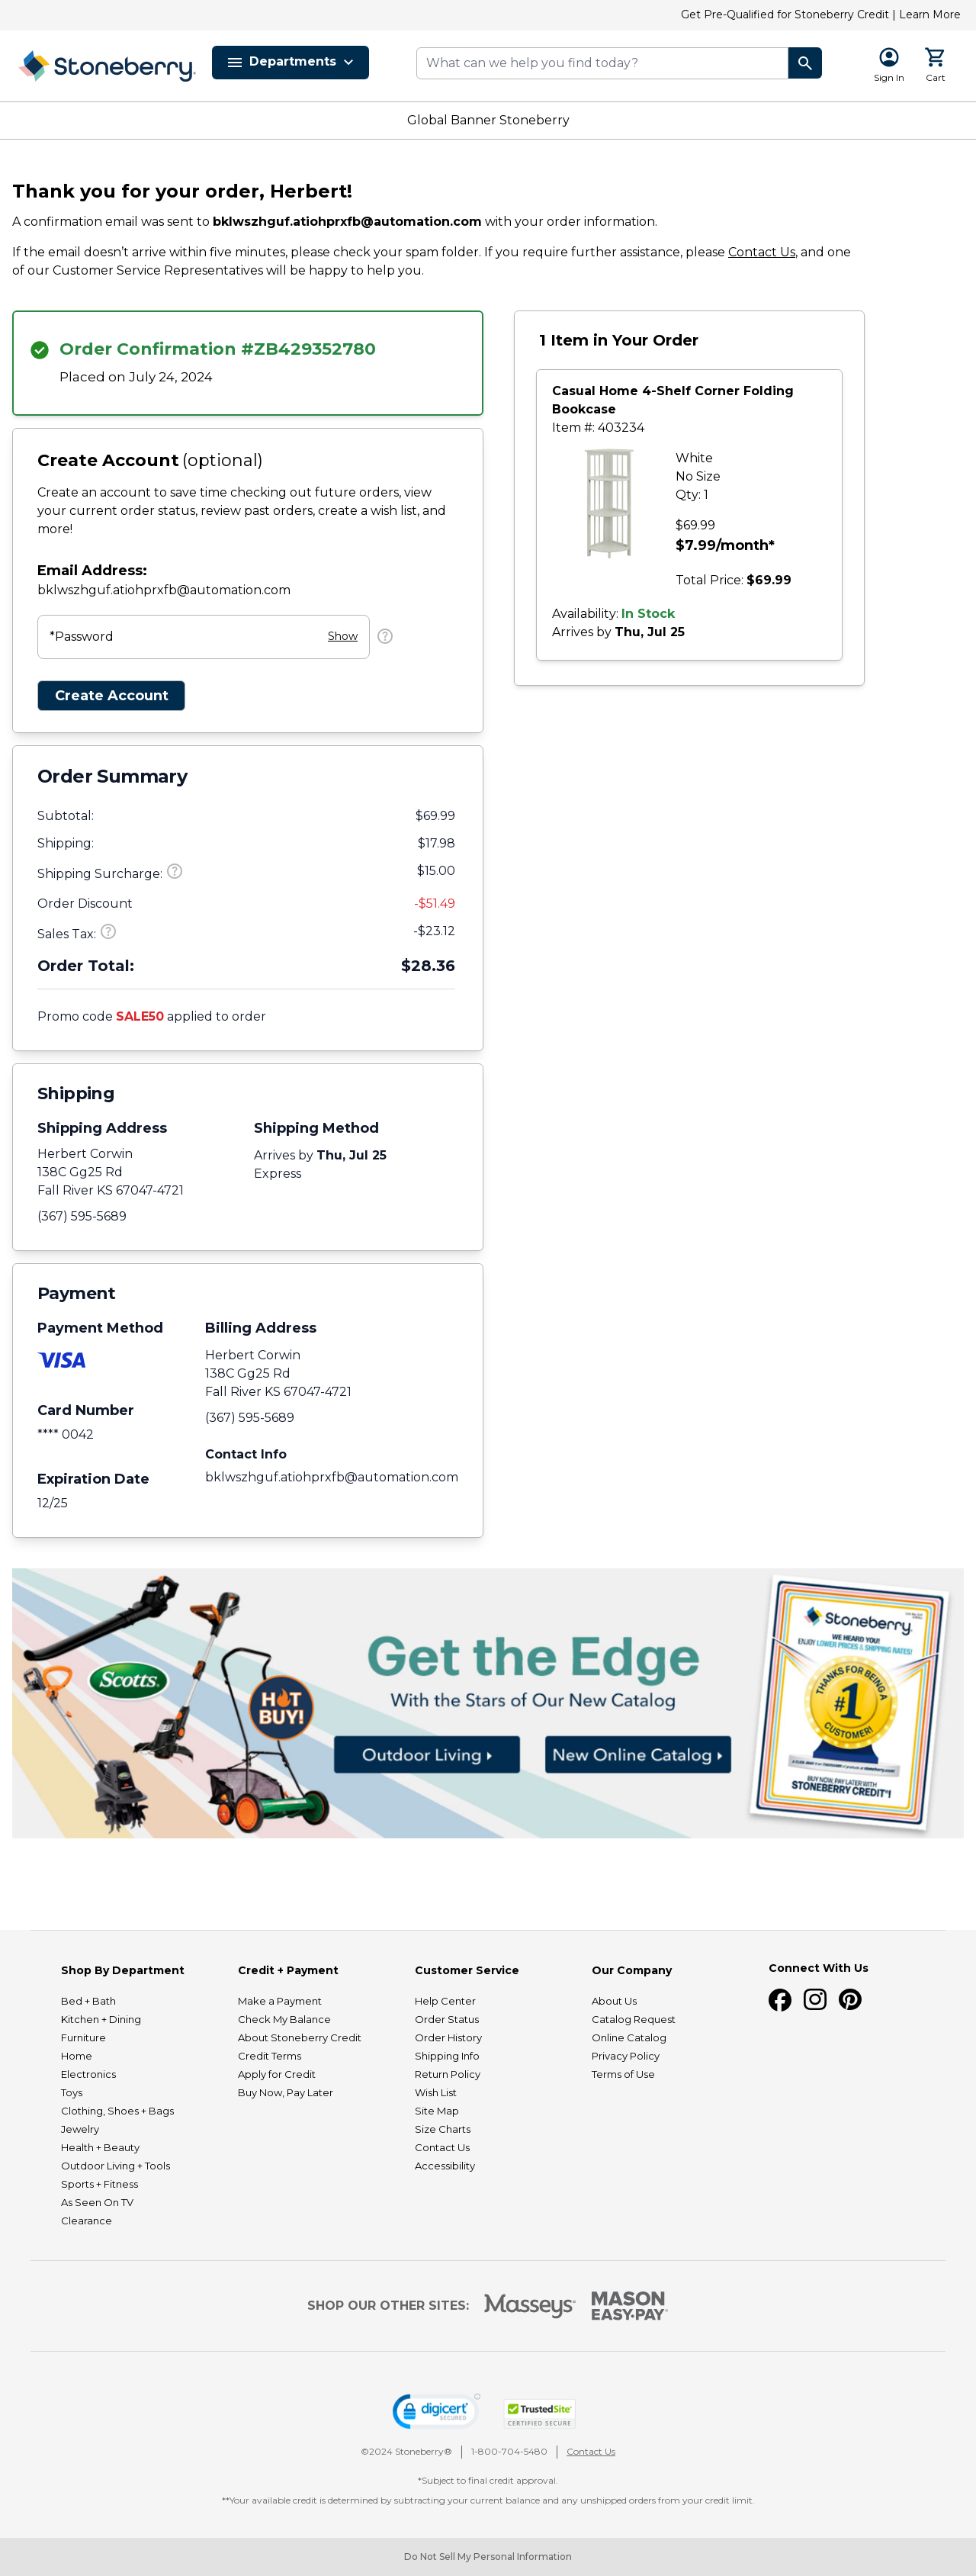 Get Pre-Qualified for Stoneberry Credit | Learn More
Stoneberry.
Departments
What can we help you find today?
Sign In
Cart
Global Banner Stoneberry
Thank you for your order, Herbert!
A confirmation email was sent to bklwszhguf.atiohprxfb@automation.com with your order information.
If the email doesn’t arrive within five minutes, please check your spam folder. If you require further assistance, please Contact Us, and one
of our Customer Service Representatives will be happy to help you.
Order Confirmation #ZB429352780
Placed on July 24, 2024
Create Account (optional)
Create an account to save time checking out future orders, view
your current order status, review past orders, create a wish list, and
more!
Email Address:
bklwszhguf.atiohprxfb@automation.com
*Password Show
Create Account
Order Summary
Subtotal: $69.99
Shipping: $17.98
Shipping Surcharge: $15.00
Order Discount -$51.49
Sales Tax: -$23.12
Order Total: $28.36
Promo code SALE50 applied to order
Shipping
Shipping Address
Herbert Corwin
138C Gg25 Rd
Fall River KS 67047-4721
(367) 595-5689
Shipping Method
Arrives by Thu, Jul 25
Express
Payment
Payment Method
VISA
Card Number
**** 0042
Expiration Date
12/25
Billing Address
Herbert Corwin
138C Gg25 Rd
Fall River KS 67047-4721
(367) 595-5689
Contact Info
bklwszhguf.atiohprxfb@automation.com
1 Item in Your Order
Casual Home 4-Shelf Corner Folding
Bookcase
Item #: 403234
White
No Size
Qty: 1
$69.99
$7.99/month*
Total Price: $69.99
Availability: In Stock
Arrives by Thu, Jul 25
Scotts
HOT
BUY!
Get the Edge
With the Stars of Our New Catalog
Outdoor Living
New Online Catalog
Stoneberry.
WE HEARD YOU!
ENJOY LOWER PRICES & SHIPPING RATES!
THANKS FOR BEING A
#1
CUSTOMER!
BUY NOW, PAY LATER WITH
STONEBERRY CREDIT*!
Shop By Department
Bed + Bath
Kitchen + Dining
Furniture
Home
Electronics
Toys
Clothing, Shoes + Bags
Jewelry
Health + Beauty
Outdoor Living + Tools
Sports + Fitness
As Seen On TV
Clearance
Credit + Payment
Make a Payment
Check My Balance
About Stoneberry Credit
Credit Terms
Apply for Credit
Buy Now, Pay Later
Customer Service
Help Center
Order Status
Order History
Shipping Info
Return Policy
Wish List
Site Map
Size Charts
Contact Us
Accessibility
Our Company
About Us
Catalog Request
Online Catalog
Privacy Policy
Terms of Use
Connect With Us
SHOP OUR OTHER SITES:
Masseys
MASON
EASY•PAY
digicert
SECURED
TrustedSite
CERTIFIED SECURE
©2024 Stoneberry®
1-800-704-5480
Contact Us
*Subject to final credit approval.
**Your available credit is determined by subtracting your current balance and any unshipped orders from your credit limit.
Do Not Sell My Personal Information